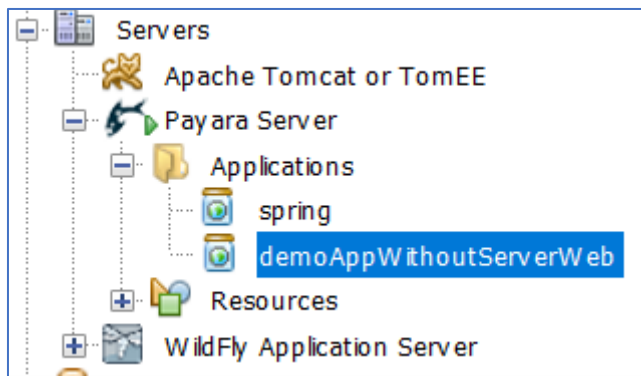 Servers
Apache Tomcat or TomEE
Payara Server
Applications
spring
demoAppWithoutServerWeb
Resources
WildFly Application Server